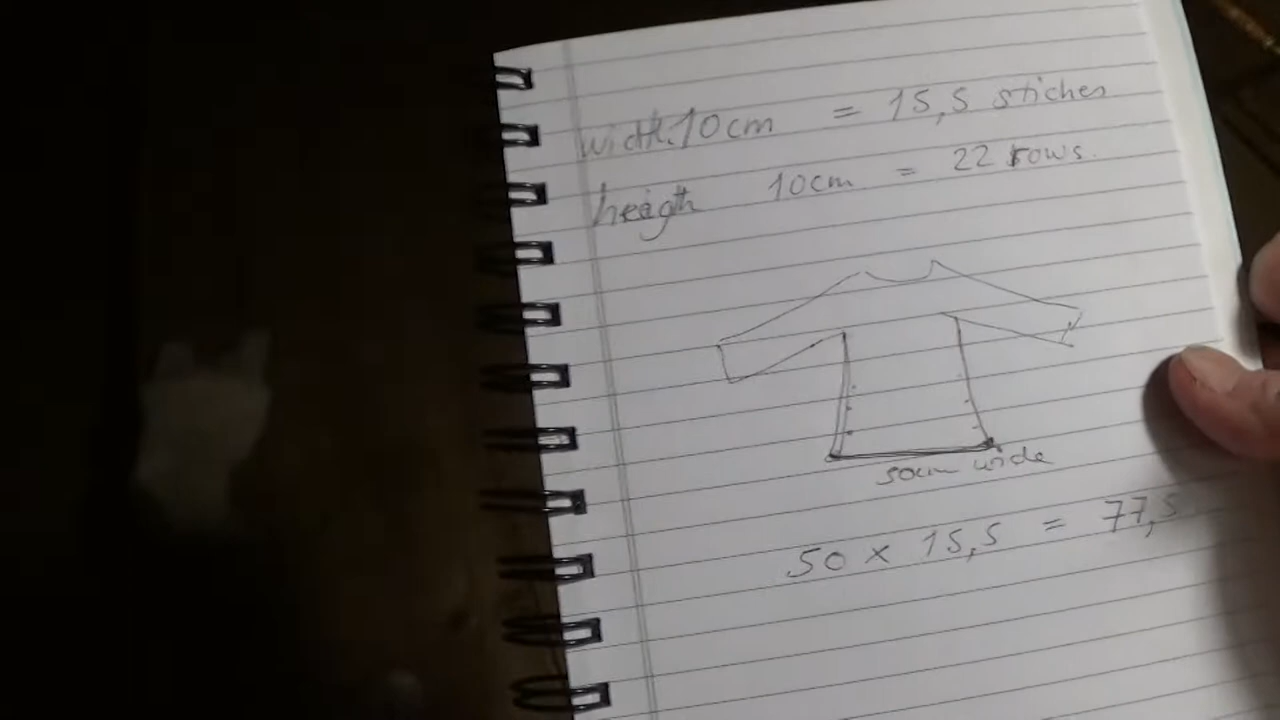 width 10cm = 15,5 stiches
heigth 10cm = 22 rows.
50cm wide
50 x 15,5 = 77,5